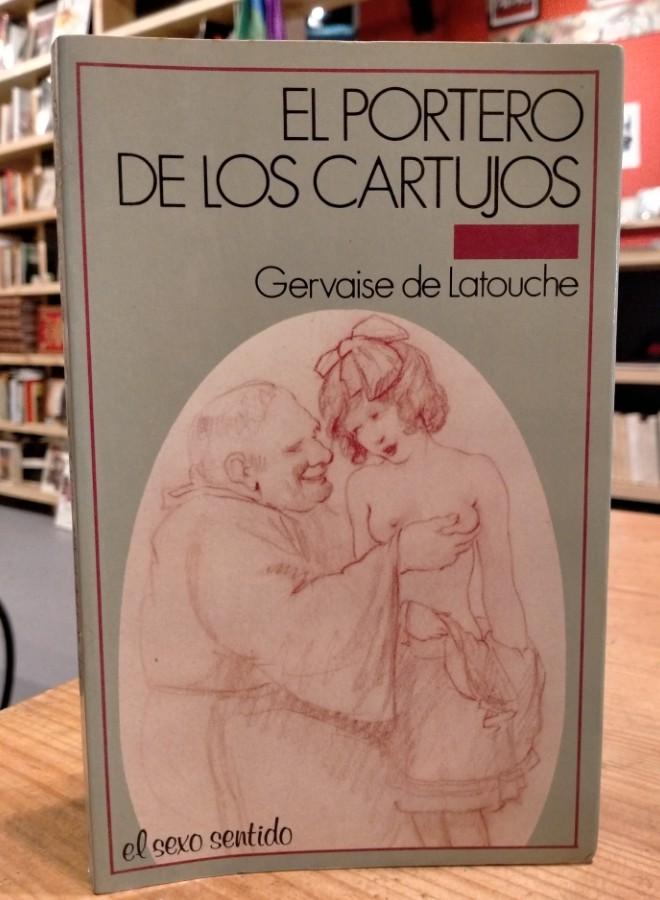 EL PORTERO
DE LOS CARTUJOS
Gervaise de Latouche
el sexo sentido